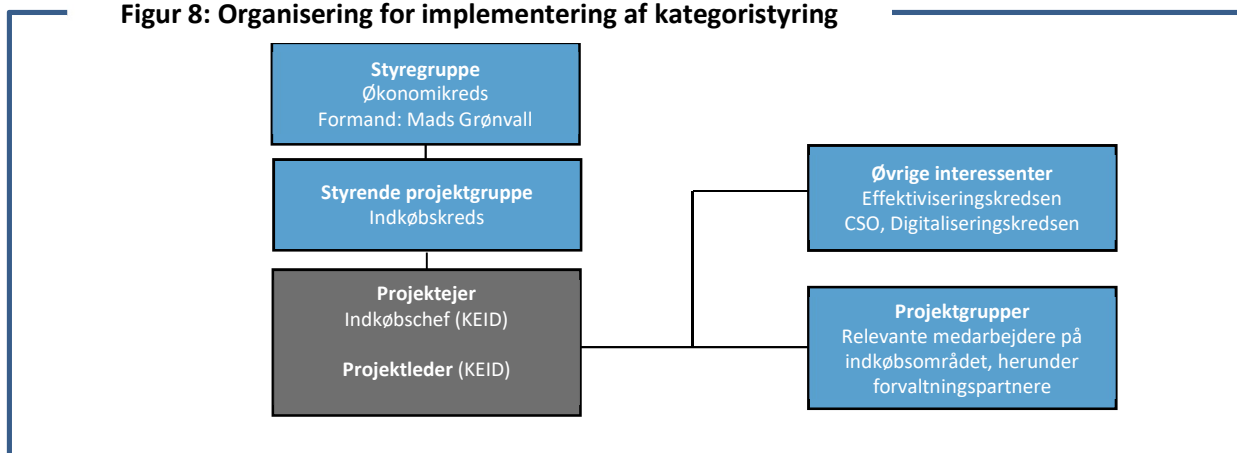 Figur 8: Organisering for implementering af kategoristyring
Styregruppe
Økonomikreds
Formand: Mads Grønvall
Styrende projektgruppe
Indkøbskreds
Projektejer
Indkøbschef (KEID)
Projektleder (KEID)
Øvrige interessenter
Effektiviseringskredsen
CSO, Digitaliseringskredsen
Projektgrupper
Relevante medarbejdere på
indkøbsområdet, herunder
forvaltningspartnere